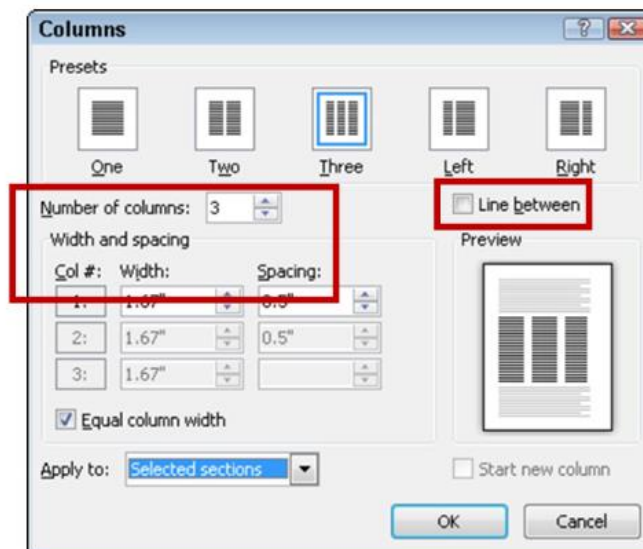 Columns
Presets
One Two Three Left Right
Number of columns: 3
Line between
Width and spacing
Preview
Col #: Width: Spacing:
1: 1.67" 0.5"
2: 1.67" 0.5"
3: 1.67"
Equal column width
Apply to: Selected sections
Start new column
OK Cancel